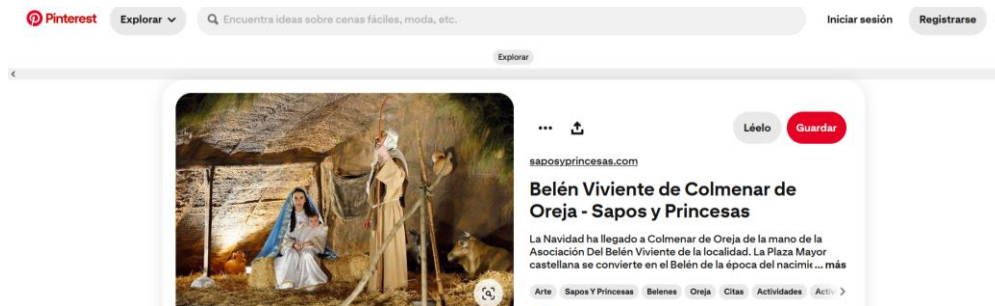 Pinterest Explorar Encuentra ideas sobre cenas fáciles, moda, etc. Iniciar sesión Registrarse
Explorar
Léelo Guardar
saposyprincesas.com
Belén Viviente de Colmenar de
Oreja - Sapos y Princesas
La Navidad ha llegado a Colmenar de Oreja de la mano de la
Asociación Del Belén Viviente de la localidad. La Plaza Mayor
castellana se convierte en el Belén de la época del nacimie ... más
Arte Sapos Y Princesas Belenes Oreja Citas Actividades